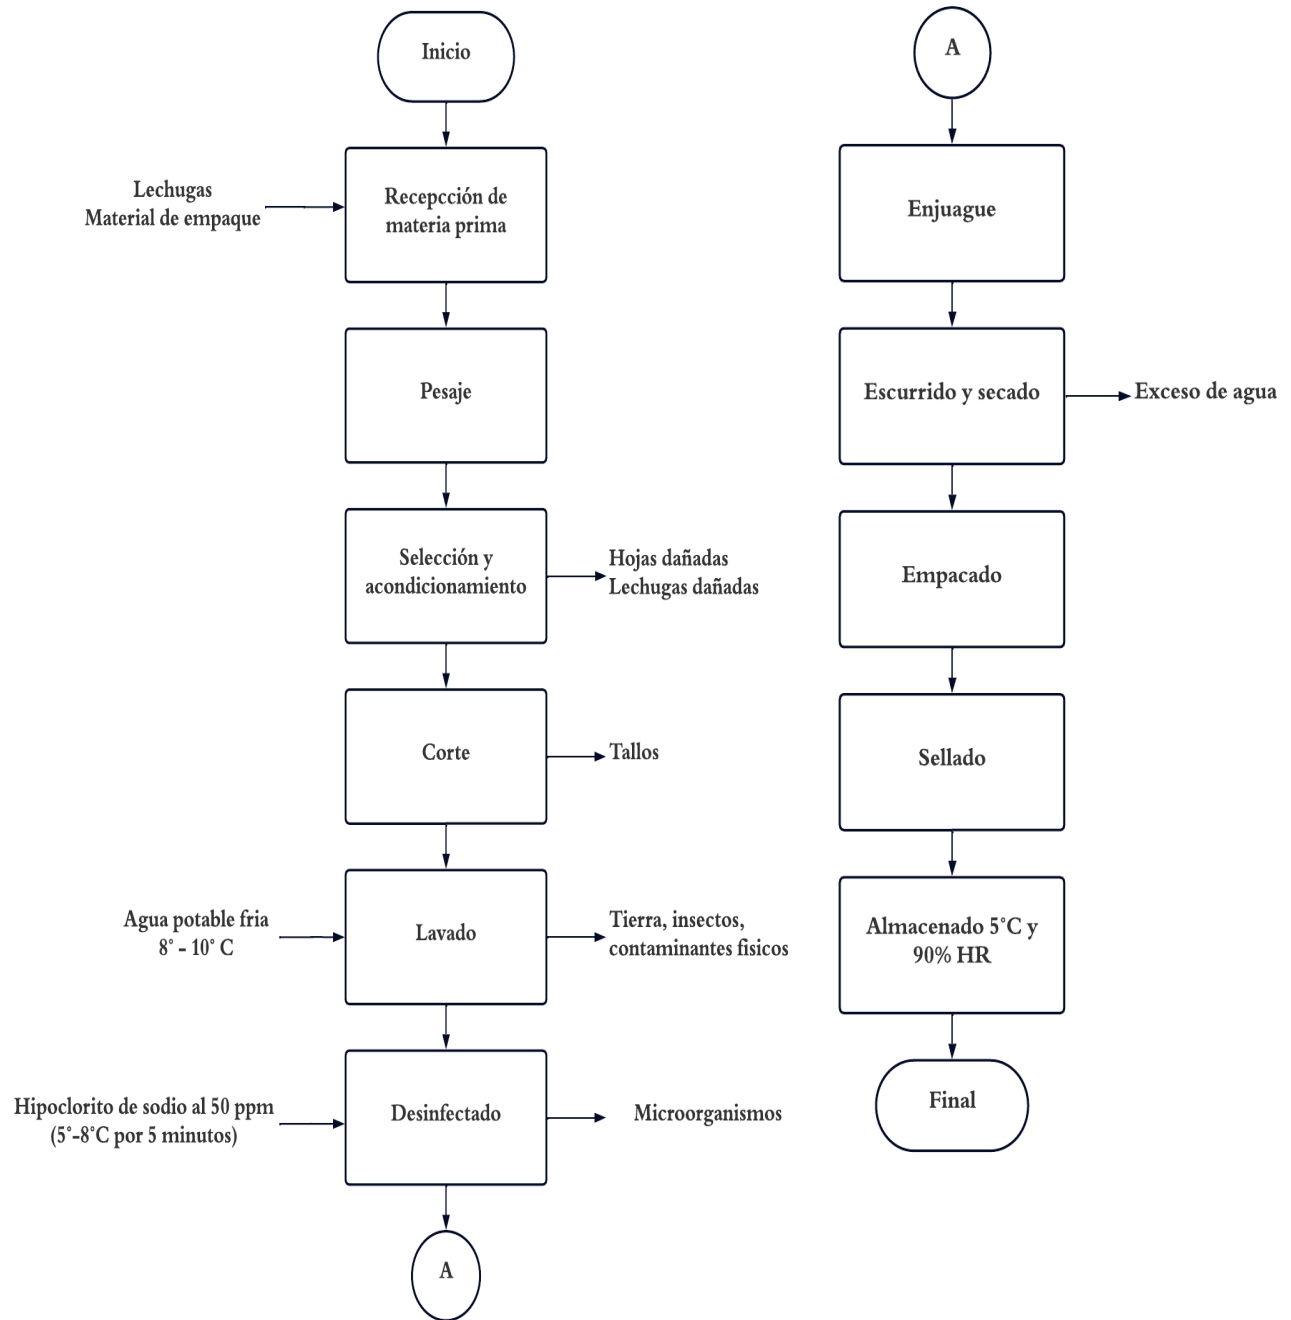 Inicio
Lechugas
Material de empaque
Recepcción de
materia prima
Pesaje
Selección y
acondicionamiento
Hojas dañadas
Lechugas dañadas
Corte
Tallos
Agua potable fria
8° - 10° C
Lavado
Tierra, insectos,
contaminantes fisicos
Hipoclorito de sodio al 50 ppm
(5°-8°C por 5 minutos)
Desinfectado
Microorganismos
A
A
Enjuague
Escurrido y secado
Exceso de agua
Empacado
Sellado
Almacenado 5°C y
90% HR
Final